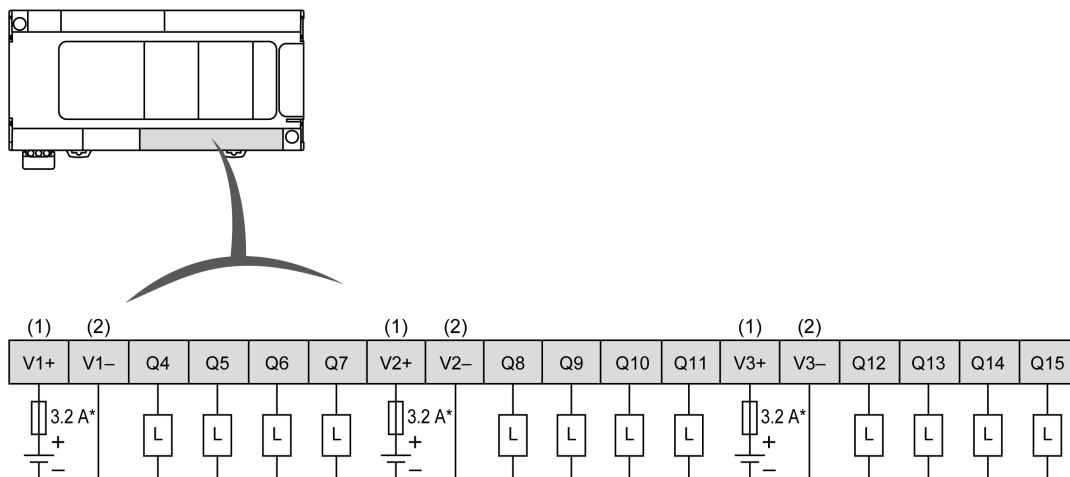 (1) (2) (1) (2) (1) (2)
V1+ V1– Q4 Q5 Q6 Q7 V2+ V2– Q8 Q9 Q10 Q11 V3+ V3– Q12 Q13 Q14 Q15
3.2 A* L L L L 3.2 A* L L L L 3.2 A* L L L L
+ + +
– – –